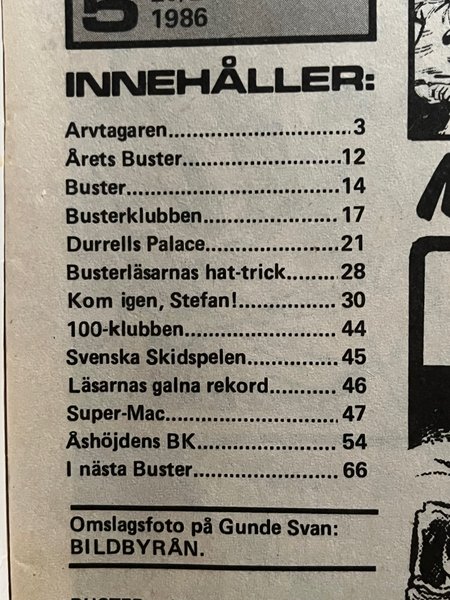 5
1986
INNEHÅLLER:
Arvtagaren..............................3
Årets Buster..........................12
Buster....................................14
Busterklubben.......................17
Durrells Palace.......................21
Busterläsarnas hat-trick........28
Kom igen, Stefan!.................30
100-klubben..........................44
Svenska Skidspelen...............45
Läsarnas galna rekord...........46
Super-Mac.............................47
Åshöjdens BK........................54
I nästa Buster.........................66
Omslagsfoto på Gunde Svan:
BILDBYRÅN.